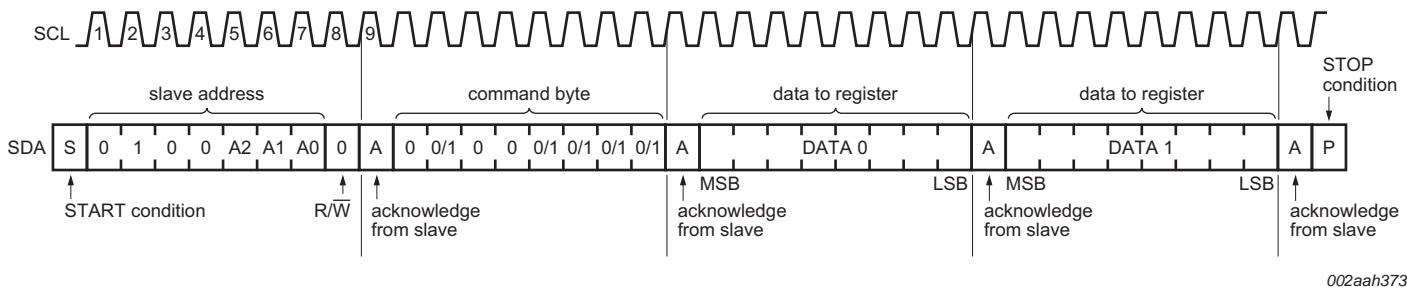 SCL 1 2 3 4 5 6 7 8 9
STOP
condition
slave address command byte data to register data to register
SDA S 0 1 0 0 A2 A1 A0 0 A 0 0/1 0 0 0/1 0/1 0/1 0/1 A DATA 0 A DATA 1 A P
MSB LSB MSB LSB
START condition R/W̅ acknowledge
from slave
acknowledge
from slave
acknowledge
from slave
acknowledge
from slave
002aah373